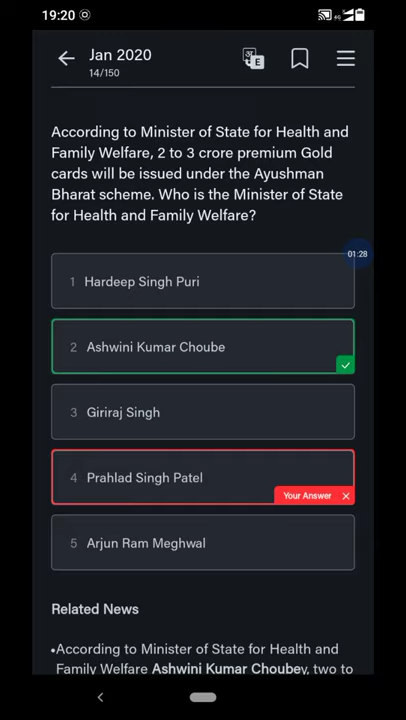 19:20
Jan 2020
14/150
According to Minister of State for Health and
Family Welfare, 2 to 3 crore premium Gold
cards will be issued under the Ayushman
Bharat scheme. Who is the Minister of State
for Health and Family Welfare?
01:28
1 Hardeep Singh Puri
2 Ashwini Kumar Choube
3 Giriraj Singh
4 Prahlad Singh Patel
Your Answer
5 Arjun Ram Meghwal
Related News
•According to Minister of State for Health and
Family Welfare Ashwini Kumar Choubey, two to